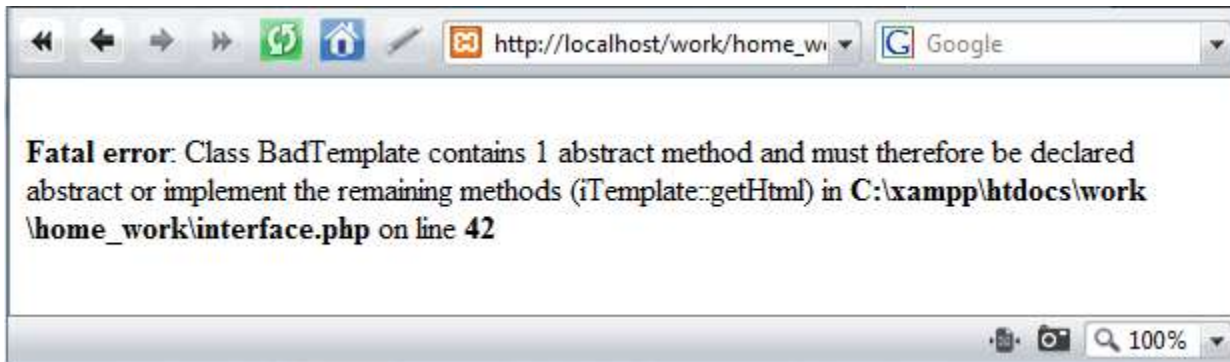 http://localhost/work/home_w
Google
Fatal error: Class BadTemplate contains 1 abstract method and must therefore be declared
abstract or implement the remaining methods (iTemplate::getHtml) in C:\xampp\htdocs\work
\home_work\interface.php on line 42
100%